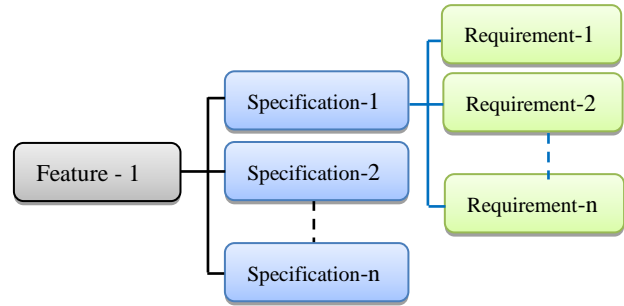 Requirement-1
Specification-1
Requirement-2
Feature - 1
Specification-2
Requirement-n
Specification-n